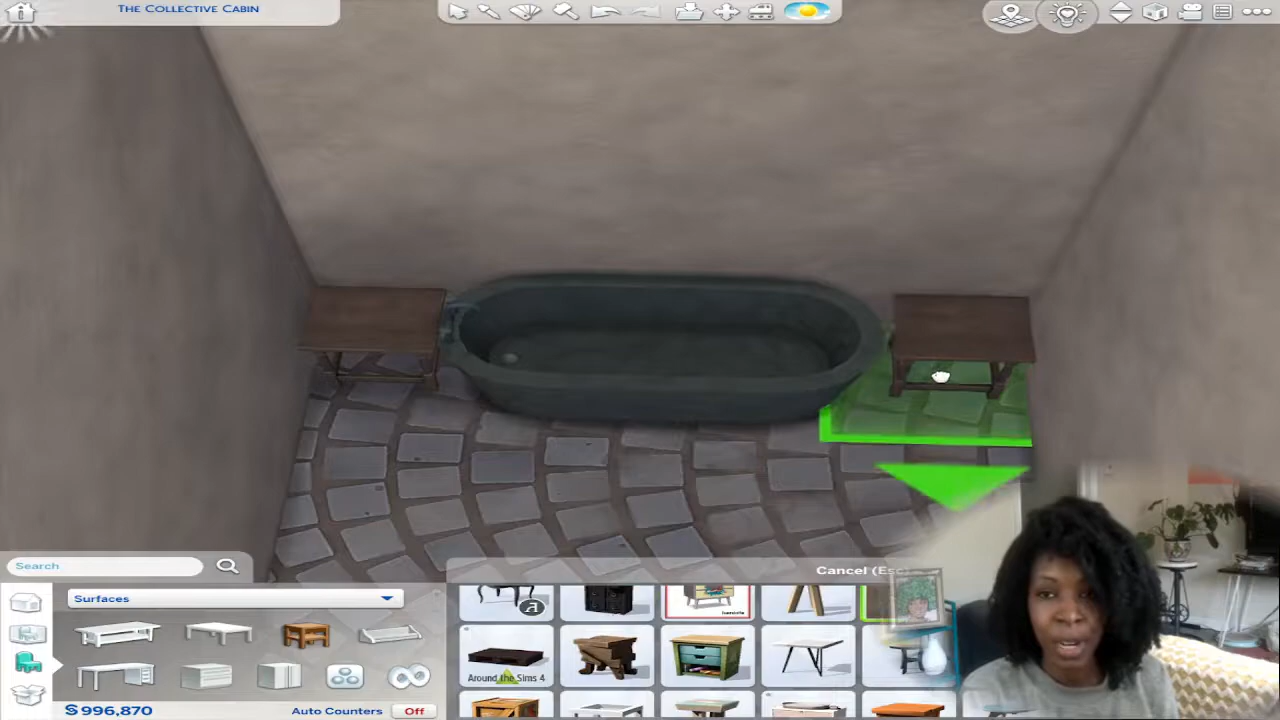 THE COLLECTIVE CABIN
Cancel (Esc
Search
Surfaces
a
Around the Sims 4
§996,870
Auto Counters
Off